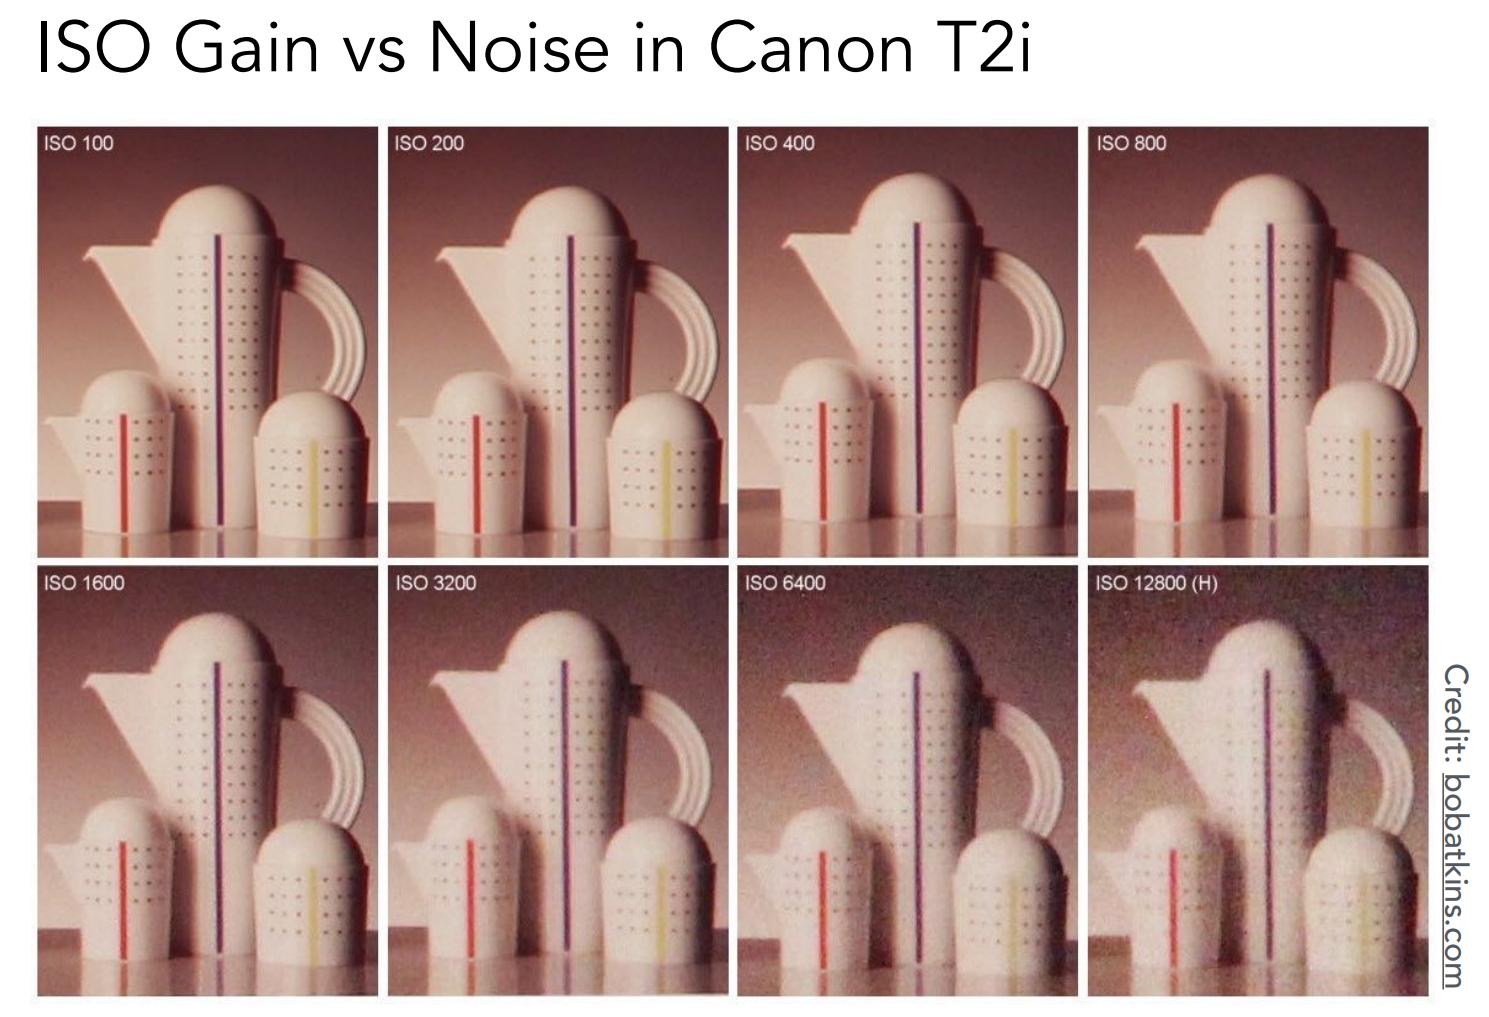 ISO Gain vs Noise in Canon T2i
ISO 100
ISO 200
ISO 400
ISO 800
ISO 1600
ISO 3200
ISO 6400
ISO 12800 (H)
Credit: bobatkins.com